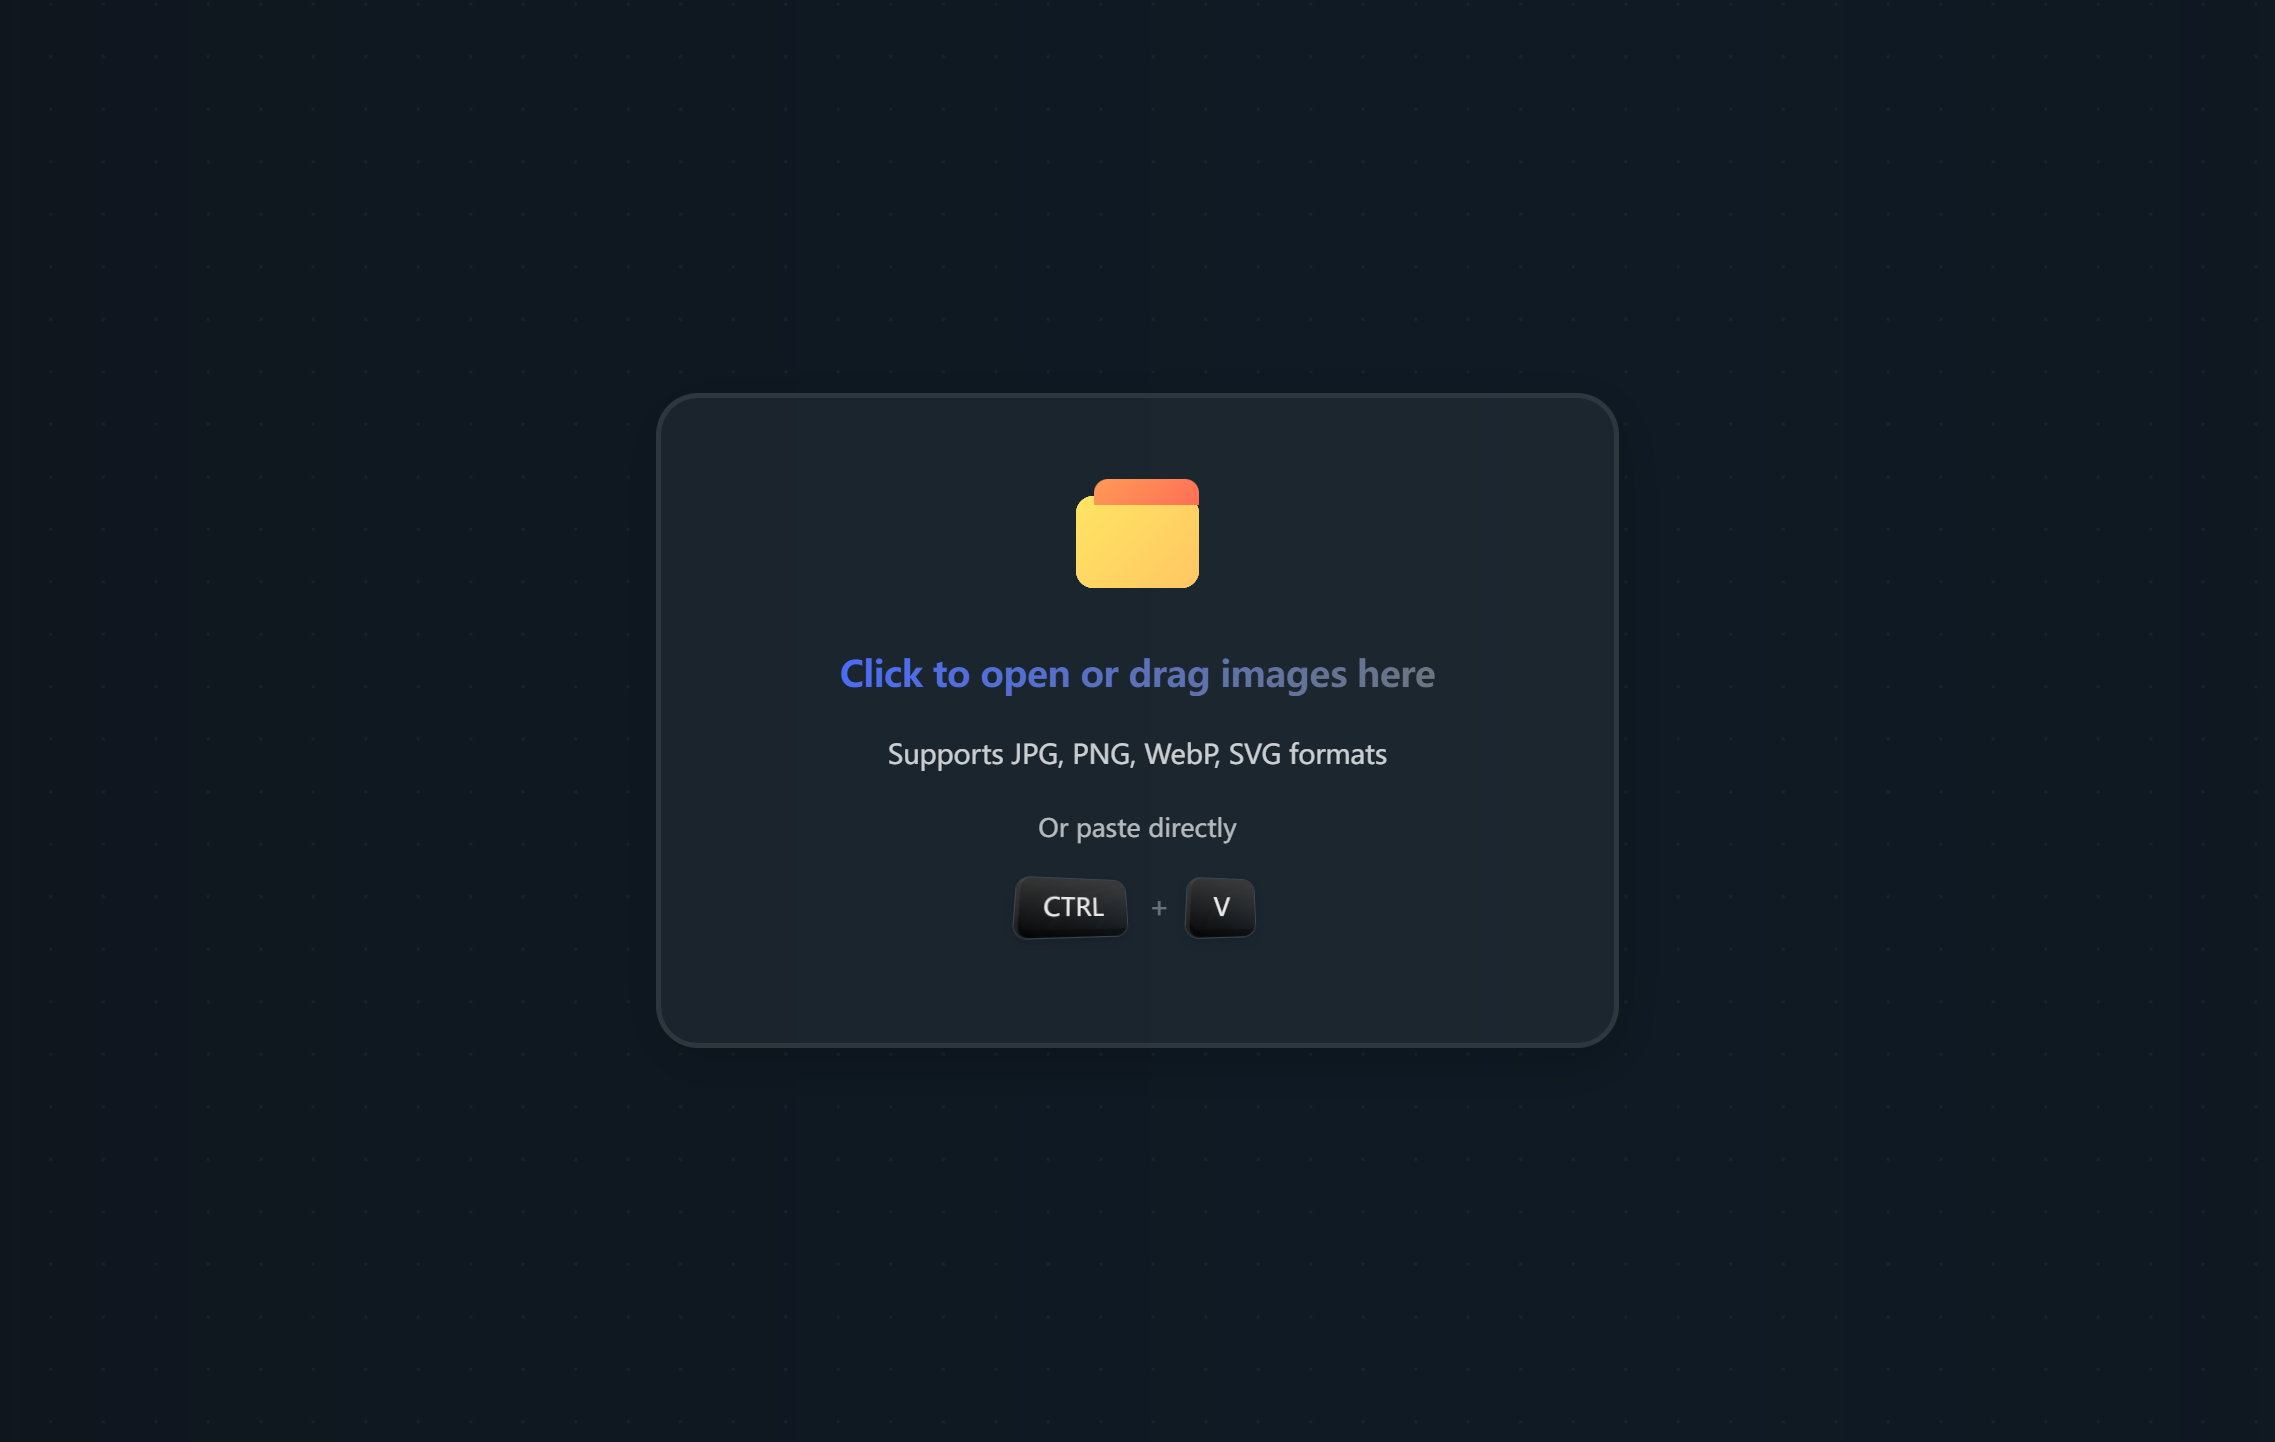 Click to open or drag images here
Supports JPG, PNG, WebP, SVG formats
Or paste directly
CTRL + V